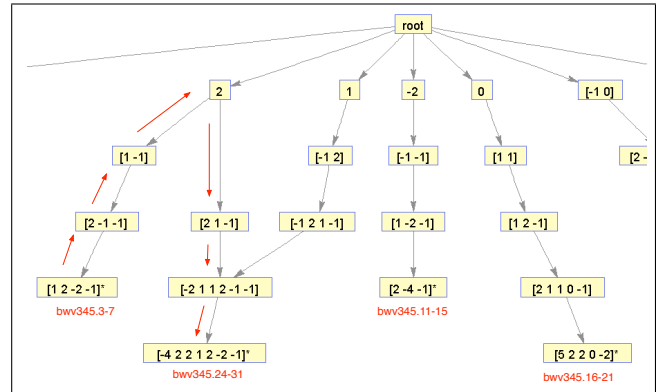 root
2
1
-2
0
[-1 0]
[1 -1]
[-1 2]
[-1 -1]
[1 1]
[2 -
[2 -1 -1]
[2 1 -1]
[-1 2 1 -1]
[1 -2 -1]
[1 2 -1]
[1 2 -2 -1]*
[-2 1 1 2 -1 -1]
[2 -4 -1]*
[2 1 1 0 -1]
bwv345.3-7
bwv345.11-15
[-4 2 2 1 2 -2 -1]*
[5 2 2 0 -2]*
bwv345.24-31
bwv345.16-21